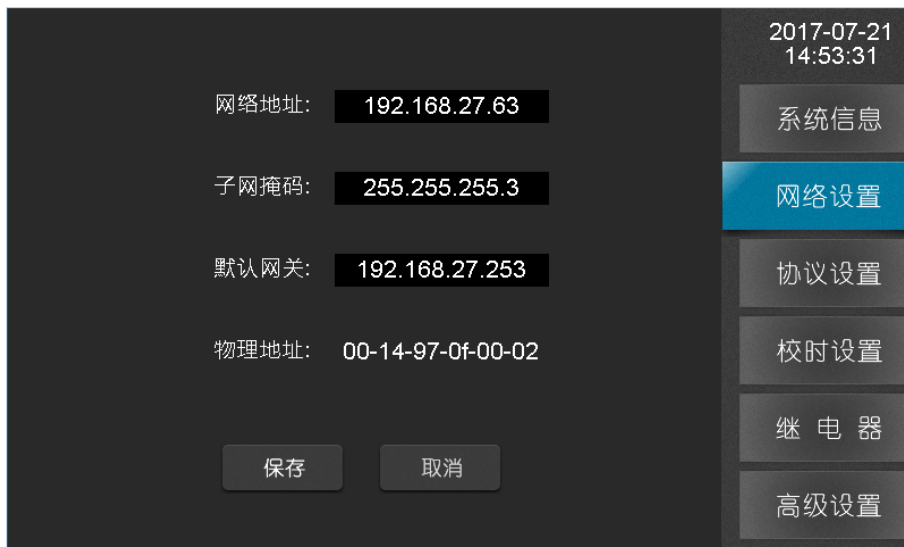 网络地址: 192.168.27.63
子网掩码: 255.255.255.3
默认网关: 192.168.27.253
物理地址: 00-14-97-0f-00-02
保存 取消
2017-07-21
14:53:31
系统信息
网络设置
协议设置
校时设置
继 电 器
高级设置